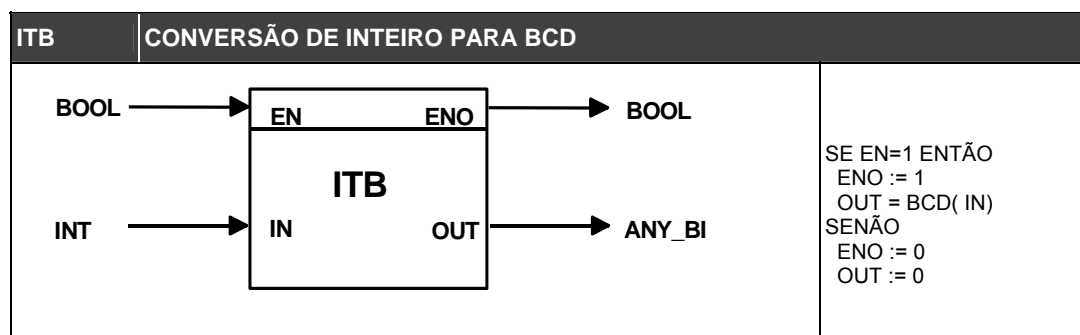 ITB CONVERSÃO DE INTEIRO PARA BCD
BOOL EN ENO BOOL
ITB
INT IN OUT ANY_BI
SE EN=1 ENTÃO
ENO := 1
OUT = BCD( IN)
SENÃO
ENO := 0
OUT := 0